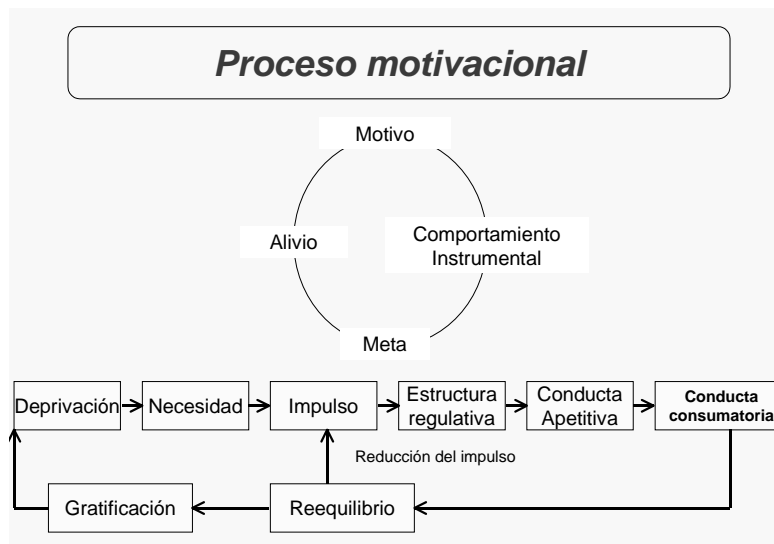 Proceso motivacional
Motivo
Alivio
Comportamiento
Instrumental
Meta
Deprivación
Necesidad
Impulso
Estructura
regulativa
Conducta
Apetitiva
Conducta
consumatoria
Reducción del impulso
Gratificación
Reequilibrio